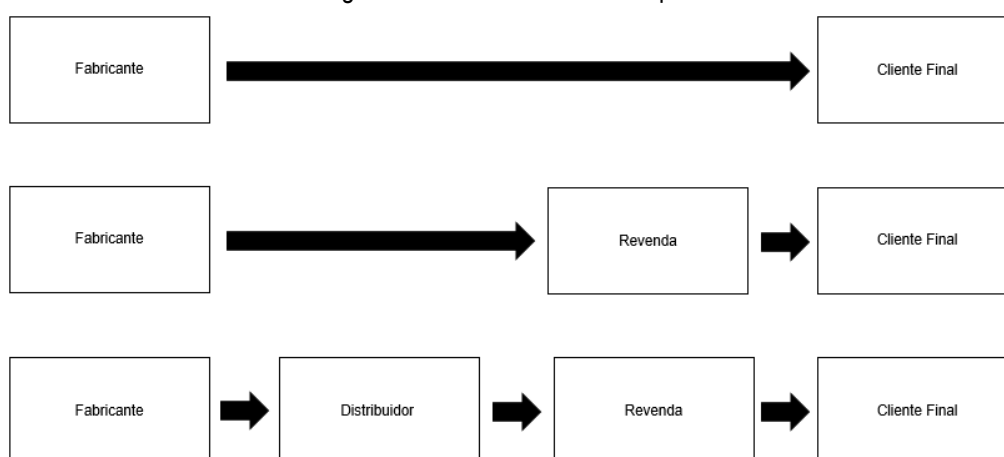 Fabricante
Cliente Final
Fabricante
Revenda
Cliente Final
Fabricante
Distribuidor
Revenda
Cliente Final